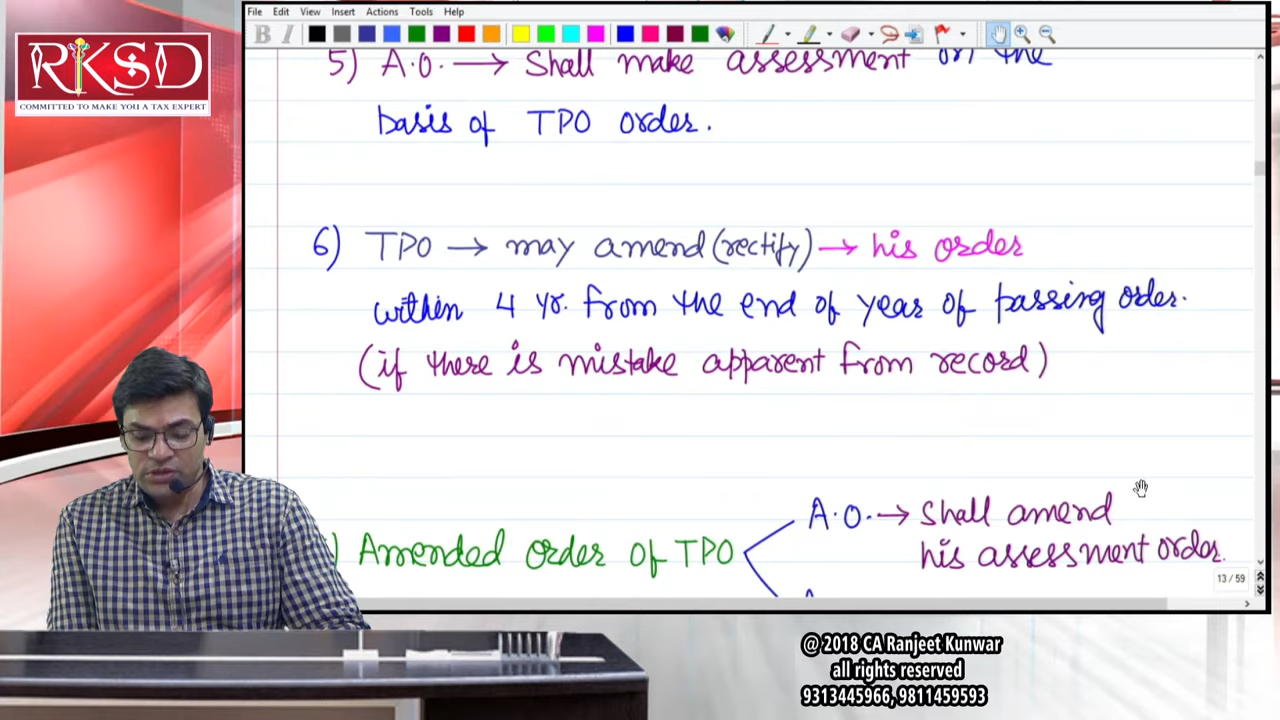 File Edit View Insert Actions Tools Help
B I
RKSD
COMMITTED TO MAKE YOU A TAX EXPERT
5) A.O. → Shall make assessment on the
basis of TPO order.
6) TPO → may amend (rectify) → his order
within 4 yr. from the end of year of passing order.
(if there is mistake apparent from record)
A.O. → Shall amend
) Amended order of TPO
his assessment order.
13 / 59
@ 2018 CA Ranjeet Kunwar
all rights reserved
9313445966, 9811459593